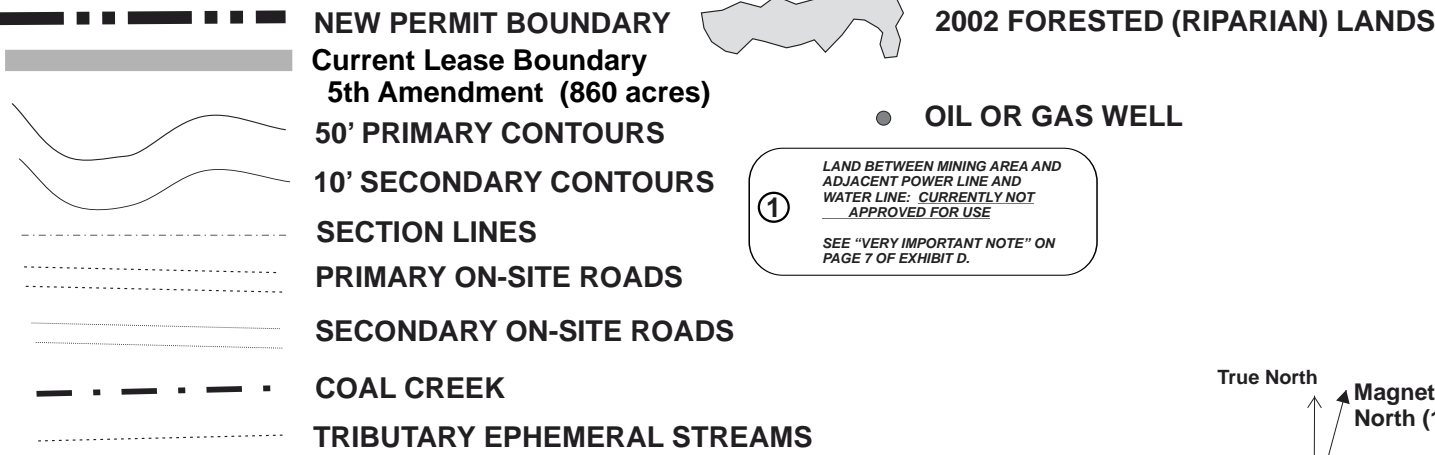 NEW PERMIT BOUNDARY
Current Lease Boundary
5th Amendment (860 acres)
50’ PRIMARY CONTOURS
10’ SECONDARY CONTOURS
SECTION LINES
PRIMARY ON-SITE ROADS
SECONDARY ON-SITE ROADS
COAL CREEK
TRIBUTARY EPHEMERAL STREAMS
2002 FORESTED (RIPARIAN) LANDS
OIL OR GAS WELL
1
LAND BETWEEN MINING AREA AND
ADJACENT POWER LINE AND
WATER LINE: CURRENTLY NOT
APPROVED FOR USE
SEE “VERY IMPORTANT NOTE” ON
PAGE 7 OF EXHIBIT D.
True North
Magnet
North (